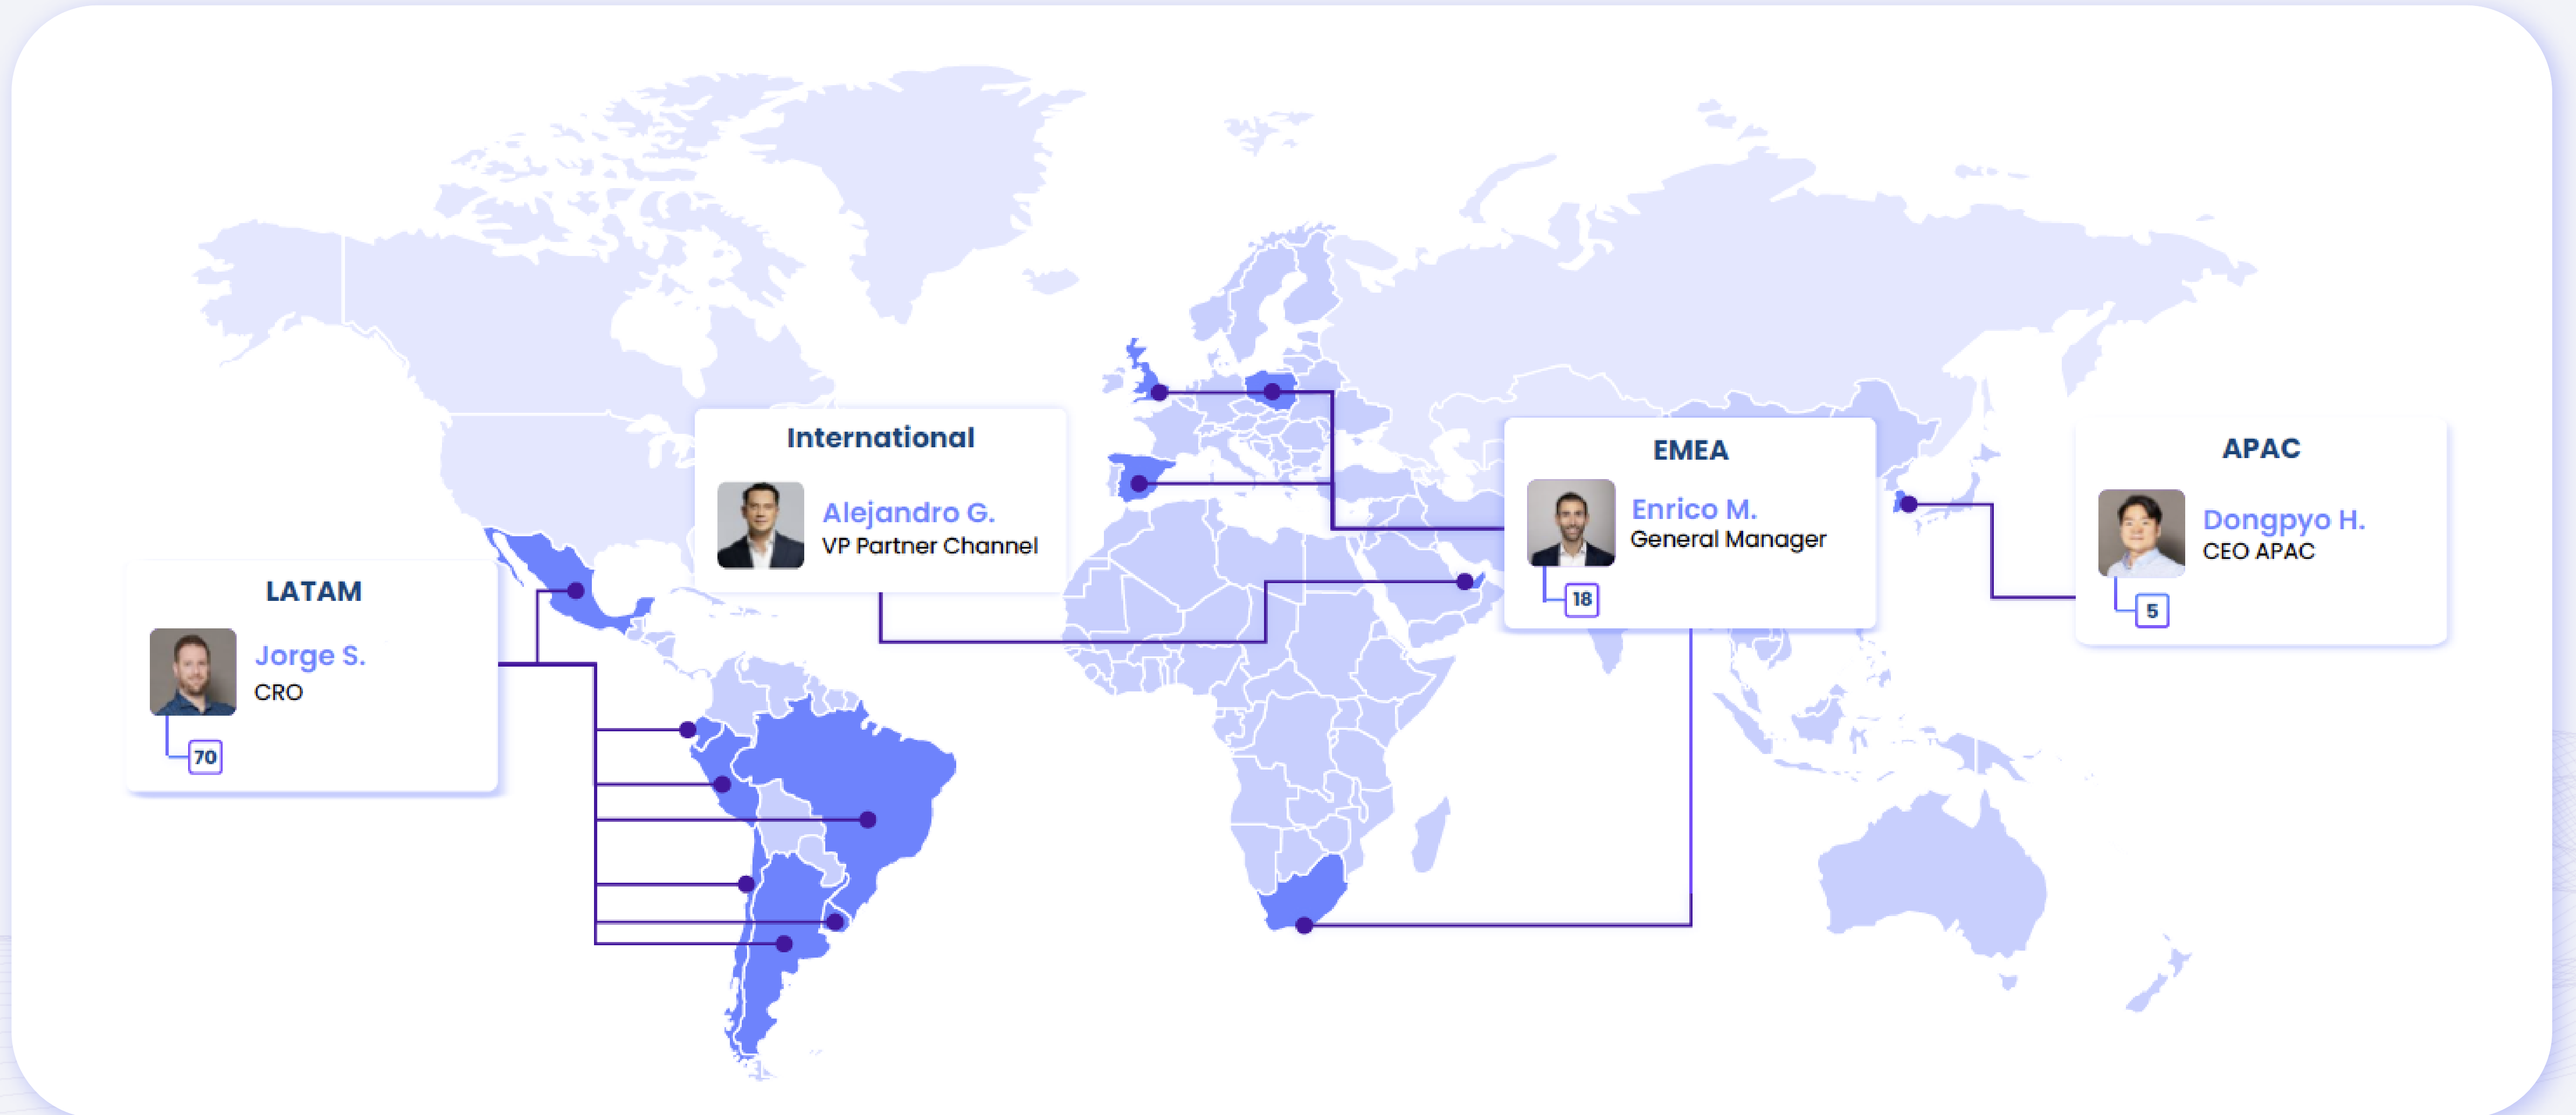 International
Alejandro G.
VP Partner Channel
EMEA
Enrico M.
General Manager
18
APAC
Dongpyo H.
CEO APAC
5
LATAM
Jorge S.
CRO
70